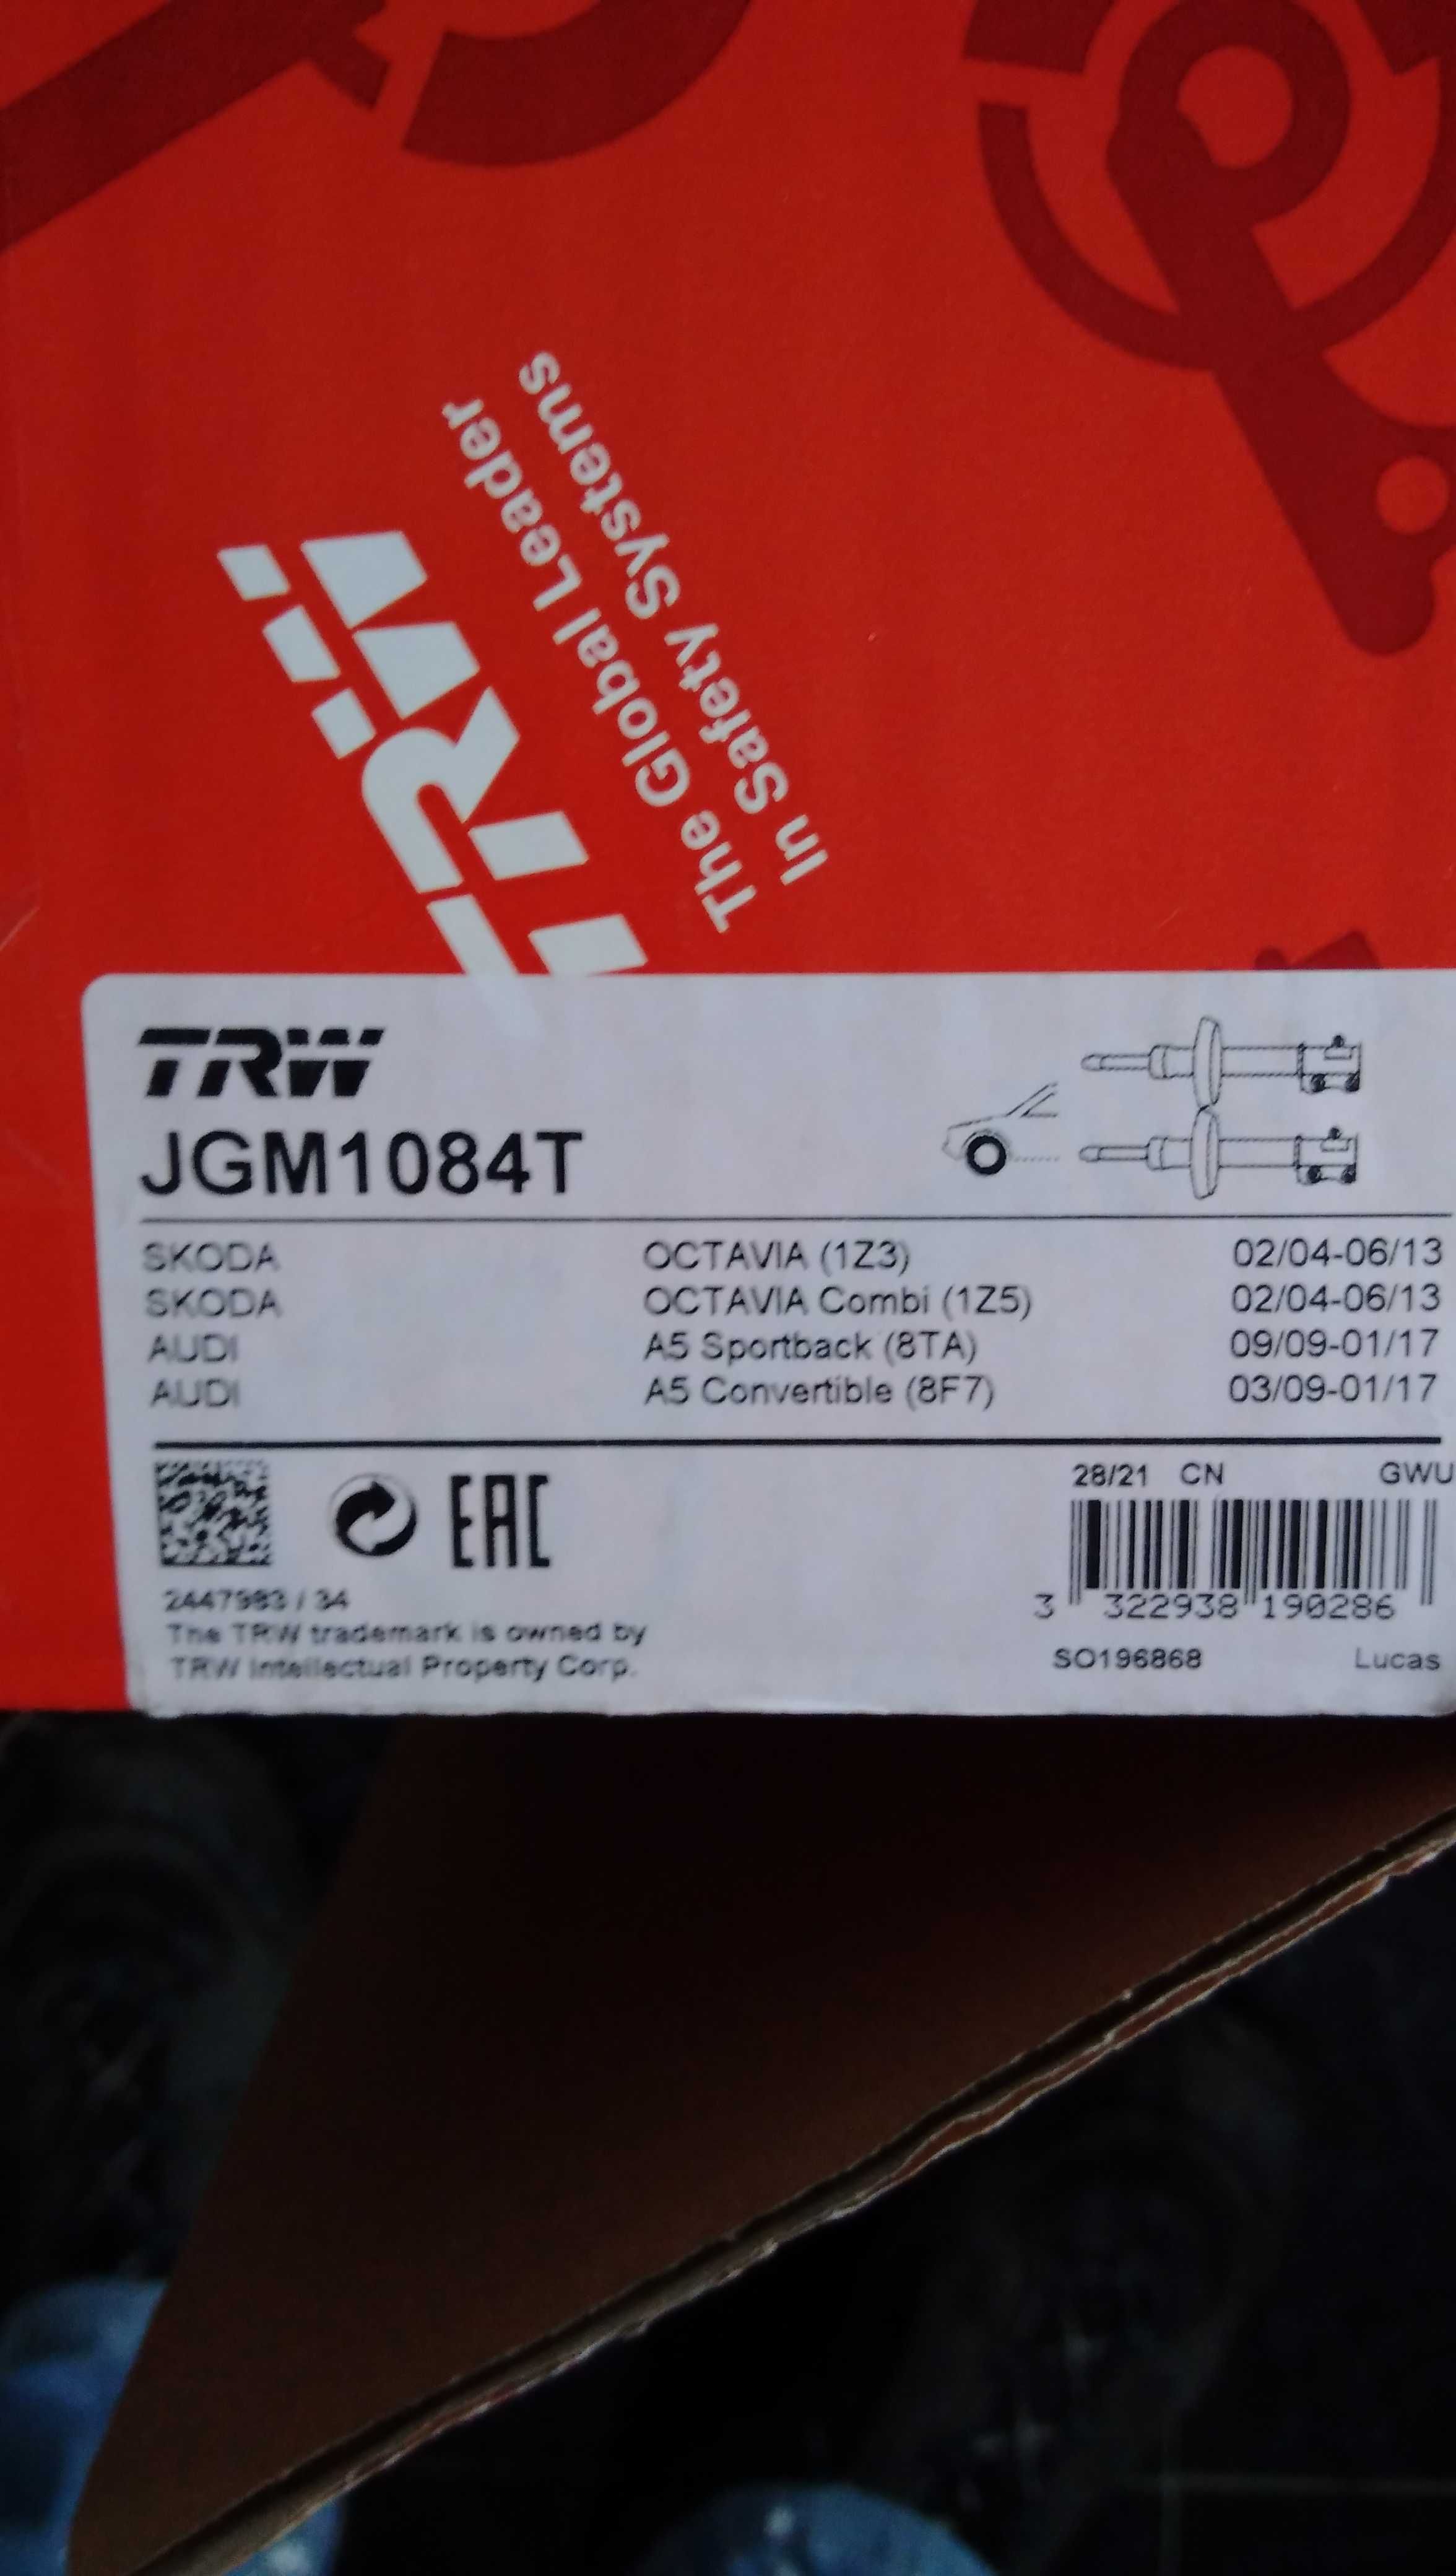 TRW
The Global Leader
In Safety Systems
TRW
JGM1084T
SKODA OCTAVIA (1Z3) 02/04-06/13
SKODA OCTAVIA Combi (1Z5) 02/04-06/13
AUDI A5 Sportback (8TA) 09/09-01/17
AUDI A5 Convertible (8F7) 03/09-01/17
28/21 CN GWU
EAC
3 322938 190286
2447983 / 34
The TRW trademark is owned by
TRW Intellectual Property Corp.
SO196868 Lucas